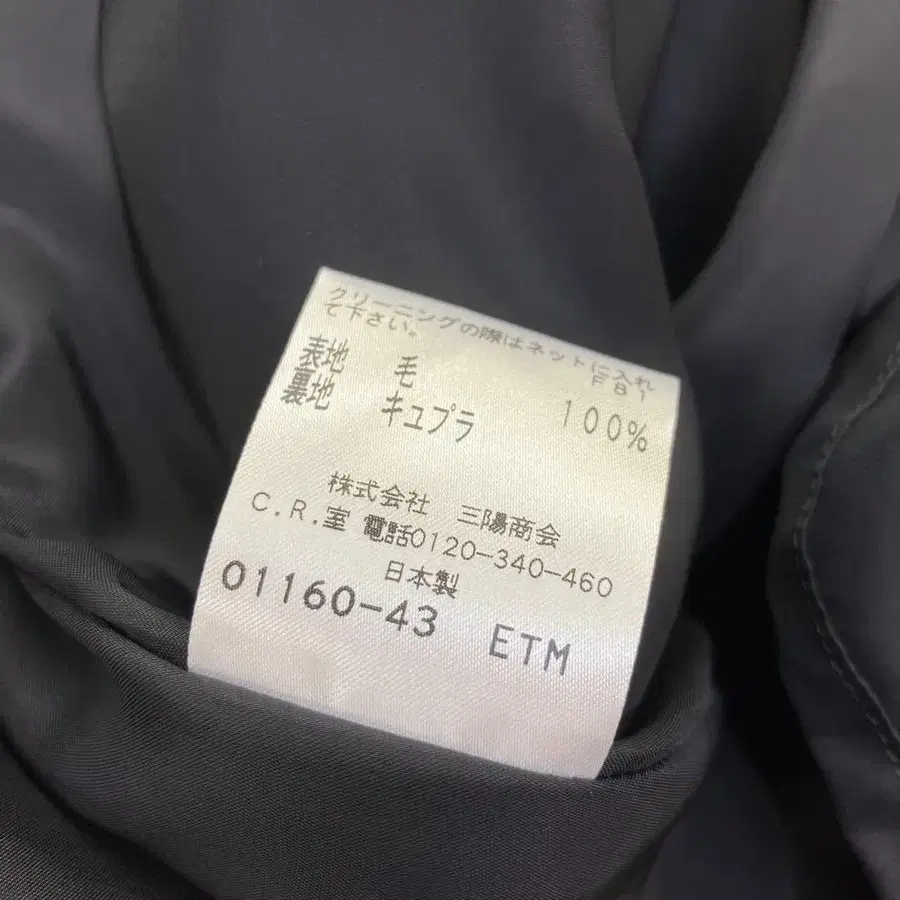 クリーニングの際はネットに入れ
て下さい。 F81
表地 毛 100%
裏地 キュプラ
株式会社 三陽商会
C.R.室 電話0120-340-460
日本製
01160-43 ETM